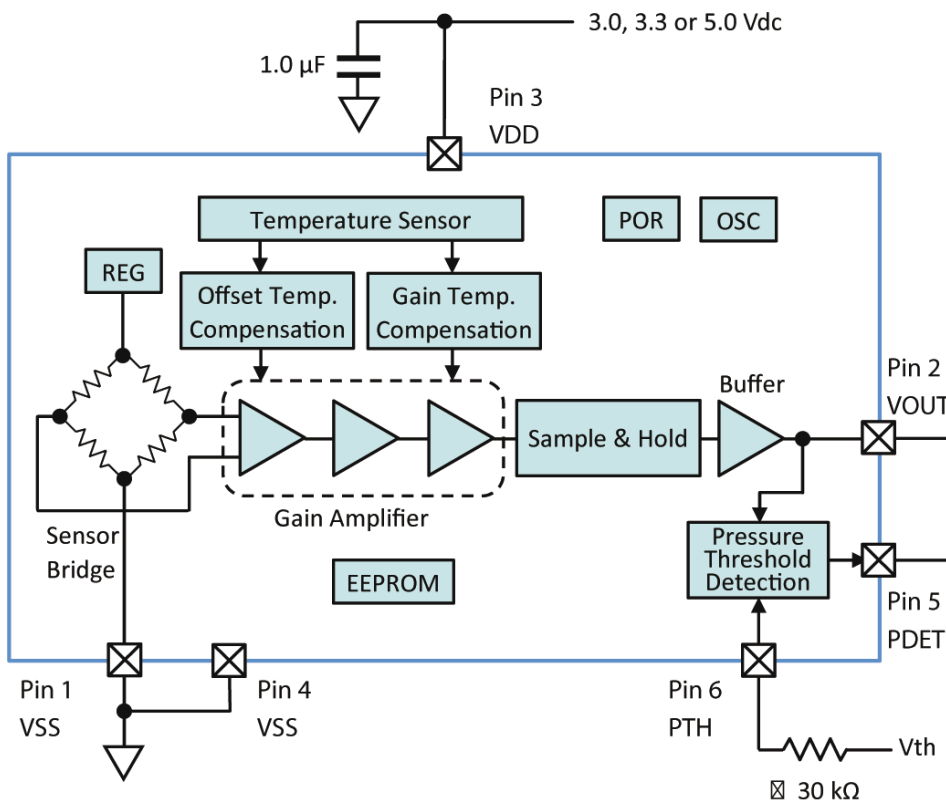 3.0, 3.3 or 5.0 Vdc
1.0 µF
Pin 3
VDD
Temperature Sensor
POR
OSC
REG
Offset Temp.
Compensation
Gain Temp.
Compensation
Buffer
Pin 2
VOUT
Sample & Hold
Gain Amplifier
Sensor
Bridge
Pressure
Threshold
Detection
EEPROM
Pin 5
PDET
Pin 1
VSS
Pin 4
VSS
Pin 6
PTH
Vth
30 kΩ